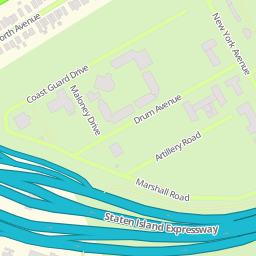 orth Avenue
New York Avenue
Coast Guard Drive
Maloney Drive
Drum Avenue
Artillery Road
Marshall Road
Staten Island Expressway